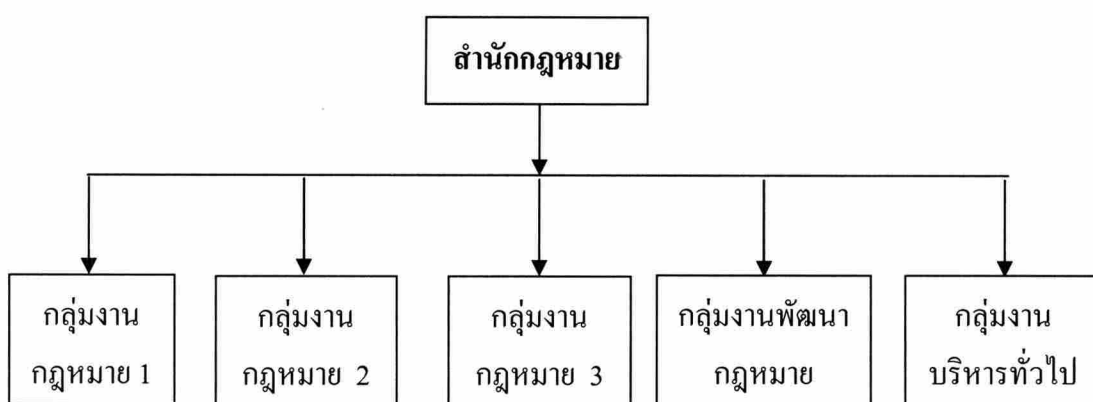 สำนักกฎหมาย
กลุ่มงาน
กฎหมาย 1
กลุ่มงาน
กฎหมาย 2
กลุ่มงาน
กฎหมาย 3
กลุ่มงานพัฒนา
กฎหมาย
กลุ่มงาน
บริหารทั่วไป